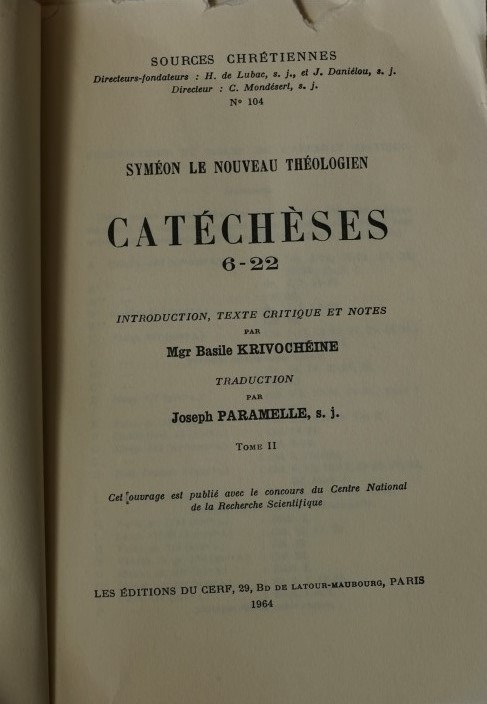 SOURCES CHRÉTIENNES
Directeurs-fondateurs : H. de Lubac, s. j., et J. Daniélou, s. j.
Directeur : C. Mondésert, s. j.
N° 104
SYMÉON LE NOUVEAU THÉOLOGIEN
CATÉCHÈSES
6-22
INTRODUCTION, TEXTE CRITIQUE ET NOTES
PAR
Mgr Basile KRIVOCHÉINE
TRADUCTION
PAR
Joseph PARAMELLE, s. j.
TOME II
Cet ouvrage est publié avec le concours du Centre National
de la Recherche Scientifique
LES ÉDITIONS DU CERF, 29, BD DE LATOUR-MAUBOURG, PARIS
1964